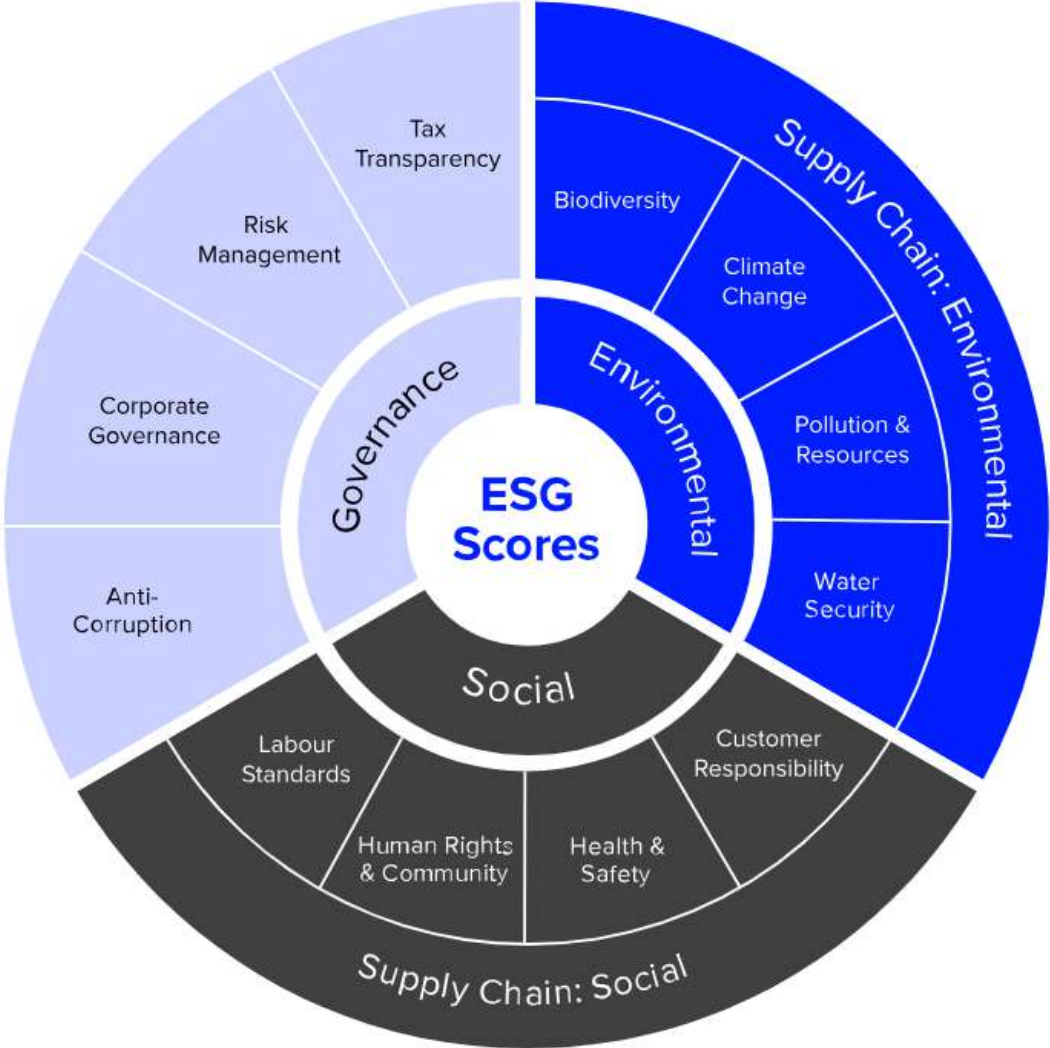 ESG
Scores
Environmental
Biodiversity
Climate
Change
Pollution &
Resources
Water
Security
Supply Chain: Environmental
Social
Customer
Responsibility
Health &
Safety
Human Rights
& Community
Labour
Standards
Supply Chain: Social
Governance
Anti-
Corruption
Corporate
Governance
Risk
Management
Tax
Transparency